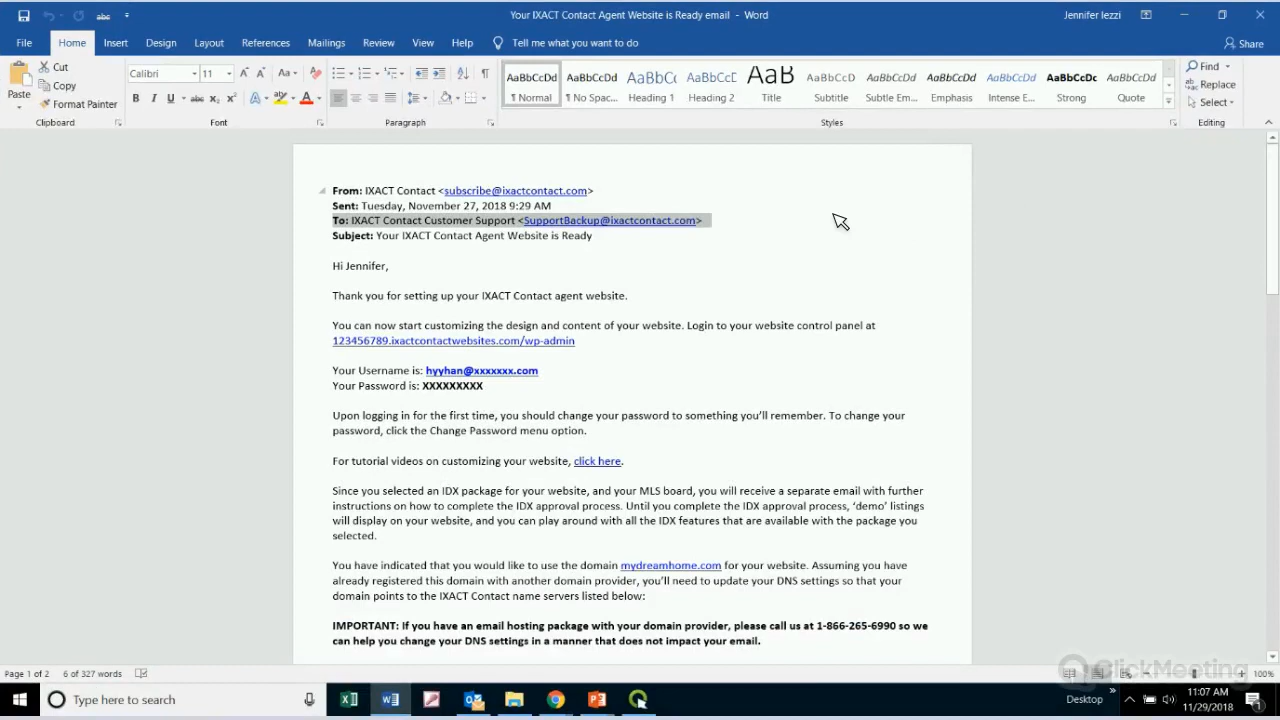 Your IXACT Contact Agent Website is Ready email - Word
Jennifer Iezzi
File Home Insert Design Layout References Mailings Review View Help Tell me what you want to do
Share
Paste
Cut
Copy
Format Painter
Clipboard
Calibri 11
Font
Paragraph
AaBbCcDd AaBbCcDd AaBbCc AaBbCcD AaB AaBbCcD AaBbCcDd AaBbCcDd AaBbCcDd AaBbCcDc AaBbCcDd
¶ Normal ¶ No Spac... Heading 1 Heading 2 Title Subtitle Subtle Em... Emphasis Intense E... Strong Quote
Styles
Find
Replace
Select
Editing
From: IXACT Contact <subscribe@ixactcontact.com>
Sent: Tuesday, November 27, 2018 9:29 AM
To: IXACT Contact Customer Support <SupportBackup@ixactcontact.com>
Subject: Your IXACT Contact Agent Website is Ready
Hi Jennifer,
Thank you for setting up your IXACT Contact agent website.
You can now start customizing the design and content of your website. Login to your website control panel at
123456789.ixactcontactwebsites.com/wp-admin
Your Username is: hyyhan@xxxxxxx.com
Your Password is: XXXXXXXXX
Upon logging in for the first time, you should change your password to something you’ll remember. To change your
password, click the Change Password menu option.
For tutorial videos on customizing your website, click here.
Since you selected an IDX package for your website, and your MLS board, you will receive a separate email with further
instructions on how to complete the IDX approval process. Until you complete the IDX approval process, ‘demo’ listings
will display on your website, and you can play around with all the IDX features that are available with the package you
selected.
You have indicated that you would like to use the domain mydreamhome.com for your website. Assuming you have
already registered this domain with another domain provider, you’ll need to update your DNS settings so that your
domain points to the IXACT Contact name servers listed below:
IMPORTANT: If you have an email hosting package with your domain provider, please call us at 1-866-265-6990 so we
can help you change your DNS settings in a manner that does not impact your email.
ClickMeeting
Page 1 of 2 6 of 327 words
100%
Type here to search
Desktop
11:07 AM
11/29/2018